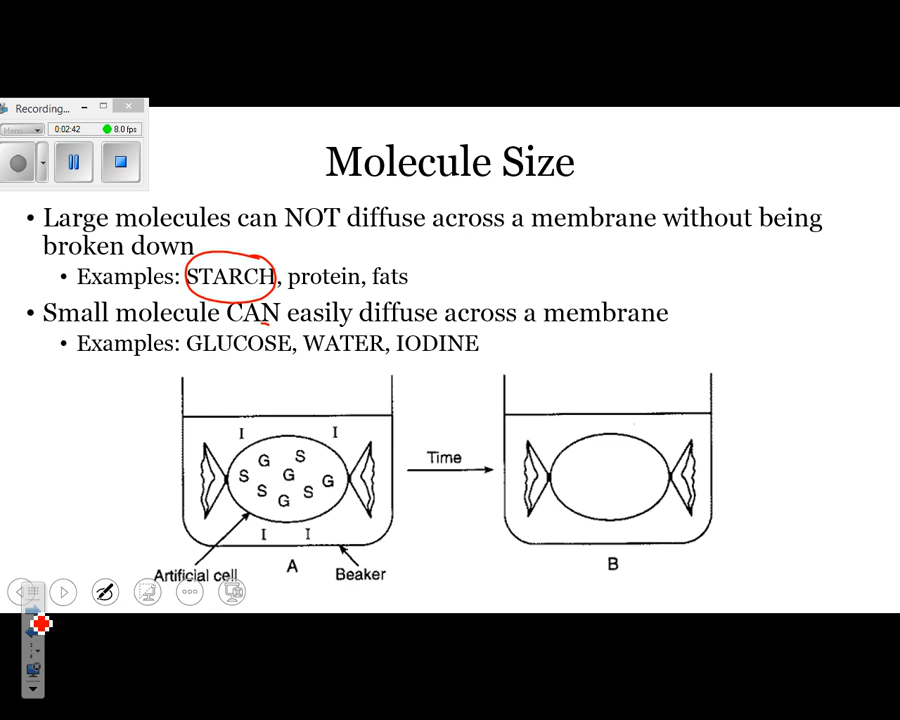 Recording...
Menu
0:02:42
8.0 fps
Molecule Size
• Large molecules can NOT diffuse across a membrane without being
broken down
• Examples: STARCH, protein, fats
• Small molecule CAN easily diffuse across a membrane
• Examples: GLUCOSE, WATER, IODINE
I I
G S
S G G
S S
G
I I
Time
Artificial cell
A
Beaker
B